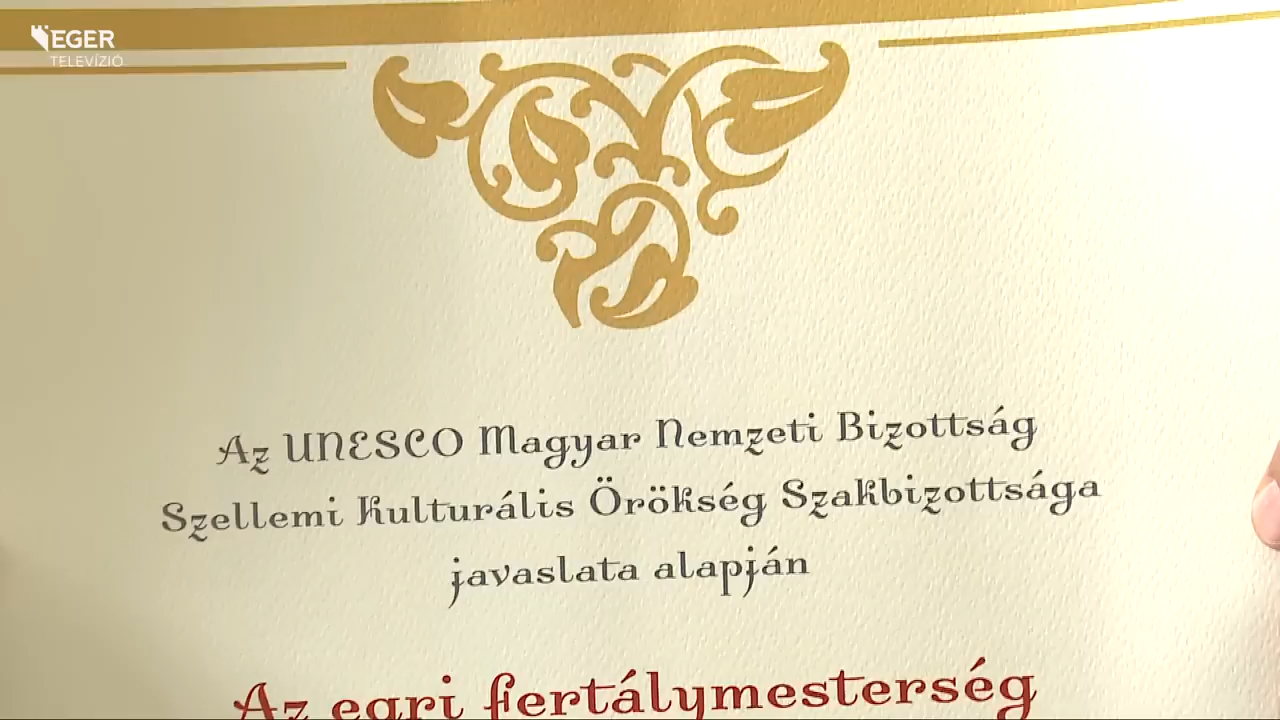 EGER
TELEVÍZIÓ
Az UNESCO Magyar Nemzeti Bizottság
Szellemi Kulturális Örökség Szakbizottsága
javaslata alapján
Az egri fertálymesterség